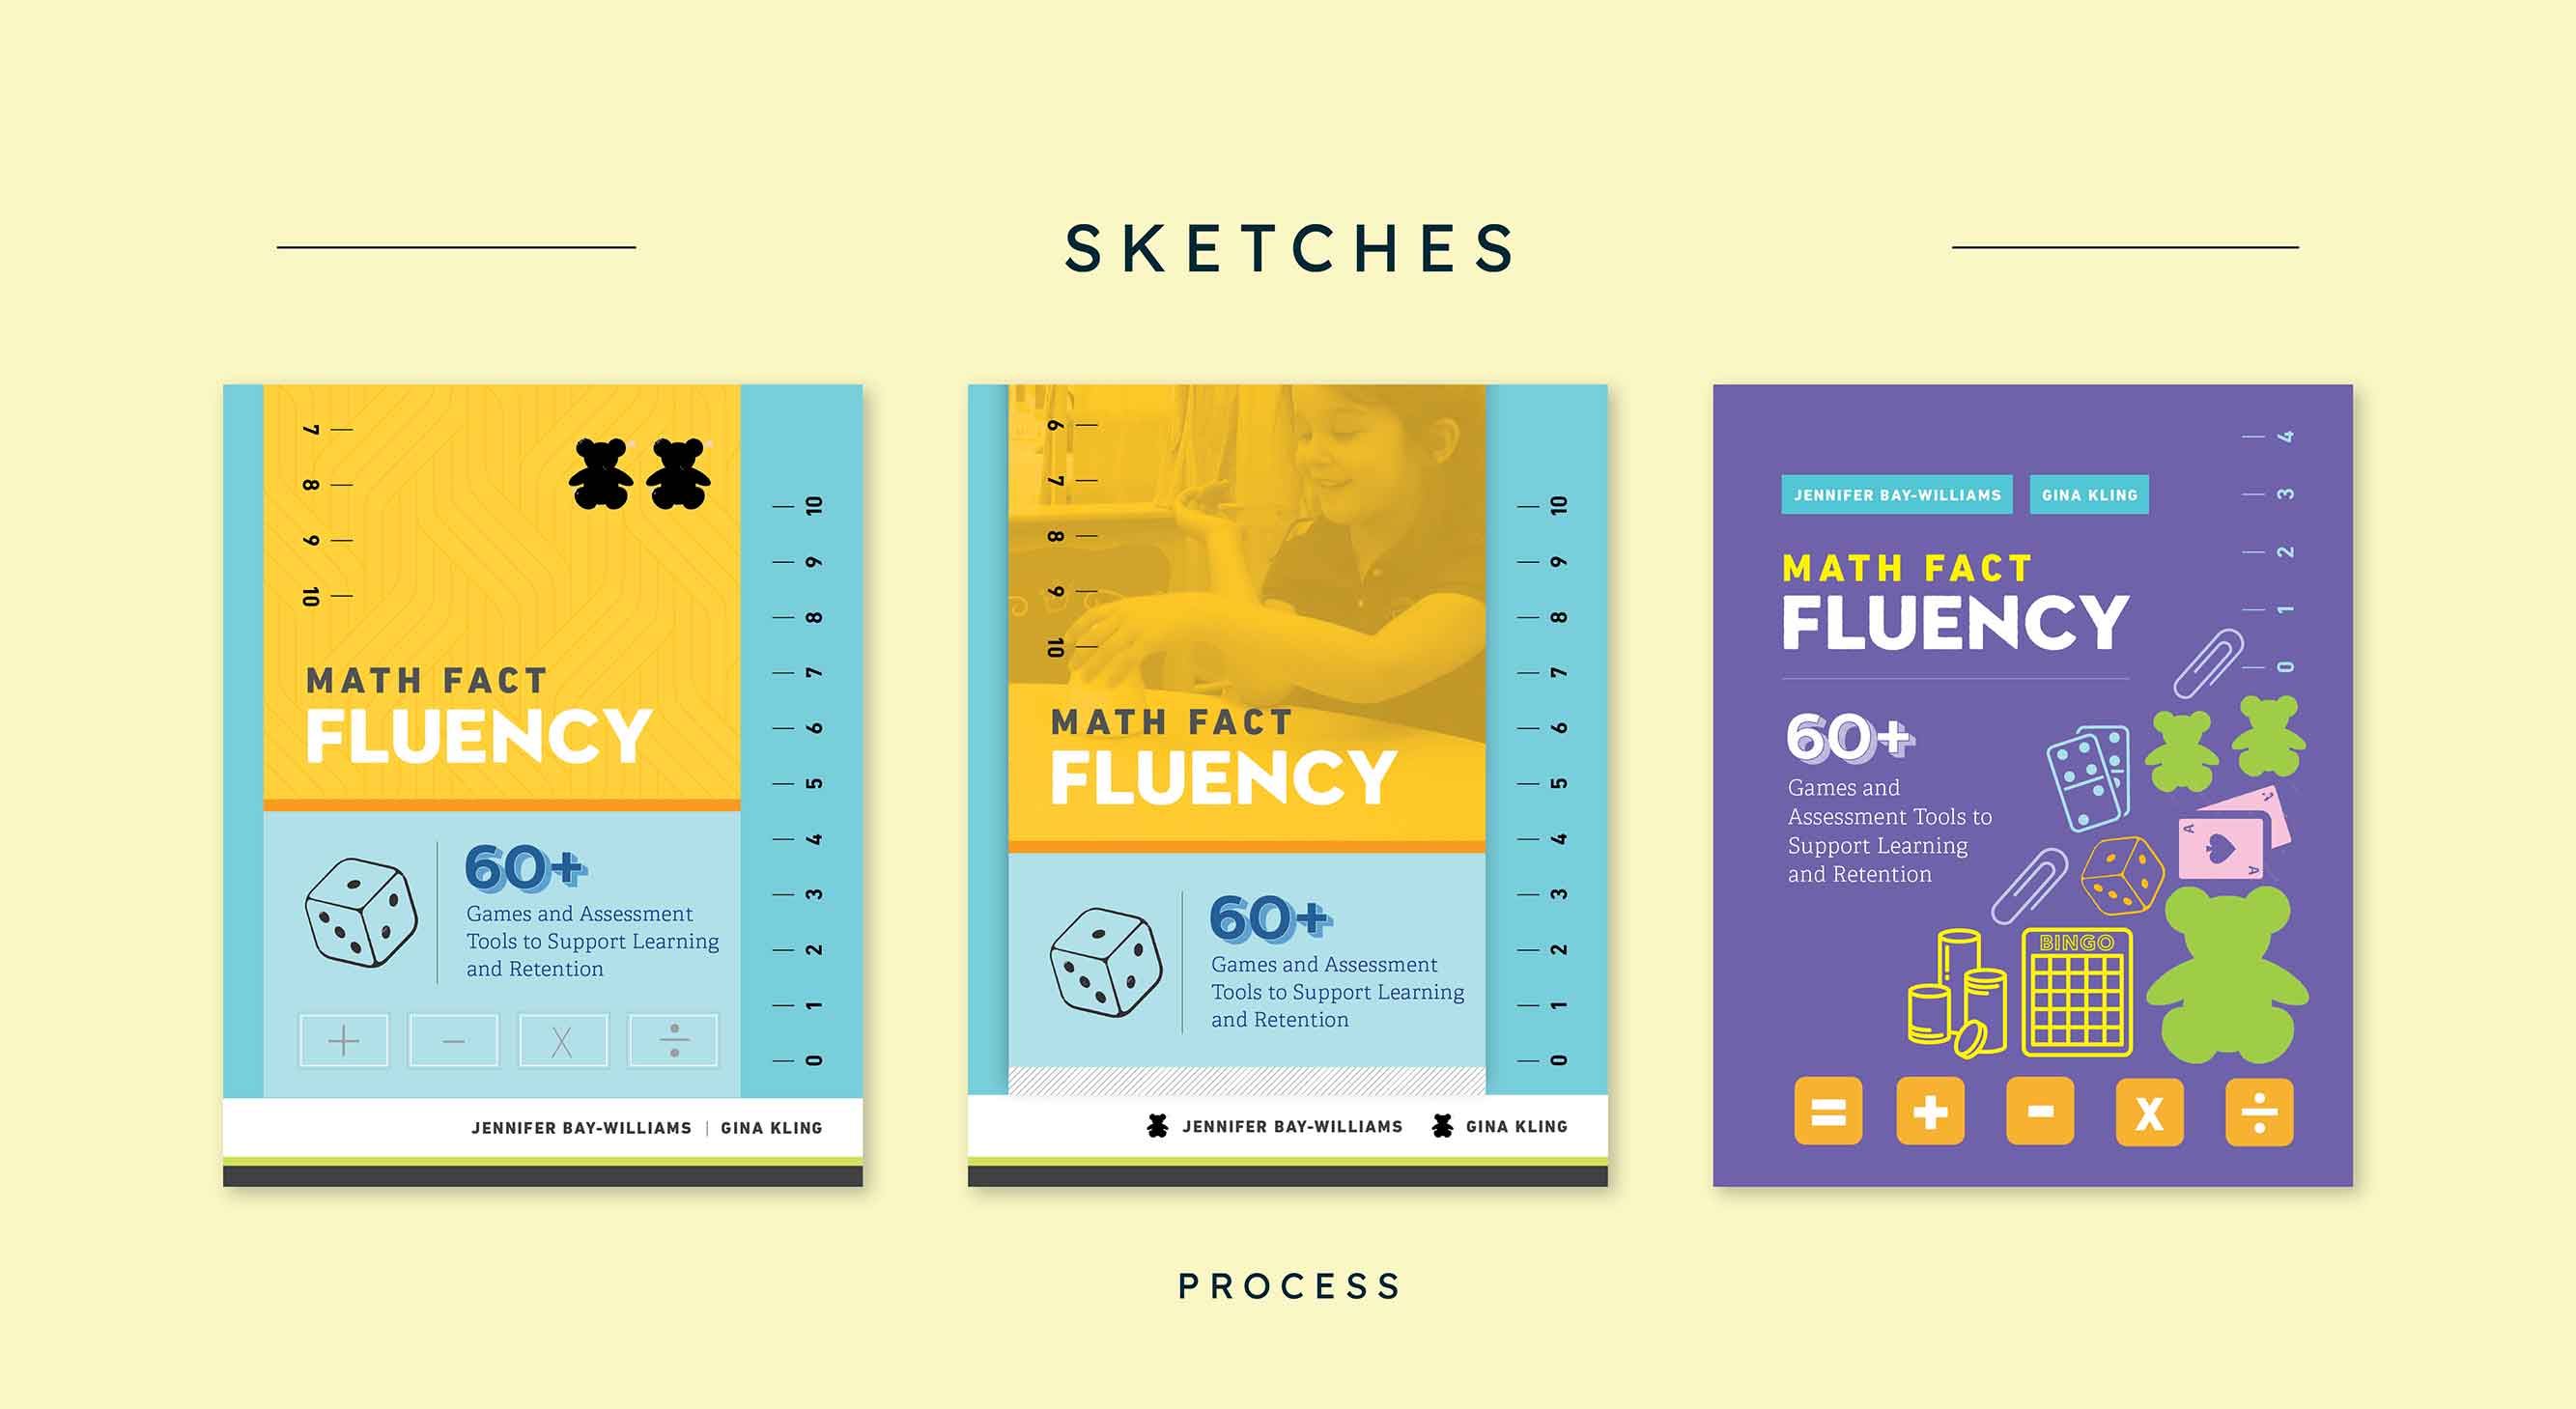 SKETCHES
7
8
9
10
10
9
8
7
6
5
4
3
2
1
0
MATH FACT
FLUENCY
60+
Games and Assessment
Tools to Support Learning
and Retention
+ − X ÷
JENNIFER BAY-WILLIAMS | GINA KLING
6
7
8
9
10
10
9
8
7
6
5
4
3
2
1
0
MATH FACT
FLUENCY
60+
Games and Assessment
Tools to Support Learning
and Retention
JENNIFER BAY-WILLIAMS GINA KLING
4
3
2
1
0
JENNIFER BAY-WILLIAMS GINA KLING
MATH FACT
FLUENCY
60+
Games and
Assessment Tools to
Support Learning
and Retention
A
A
BINGO
= + - X ÷
PROCESS